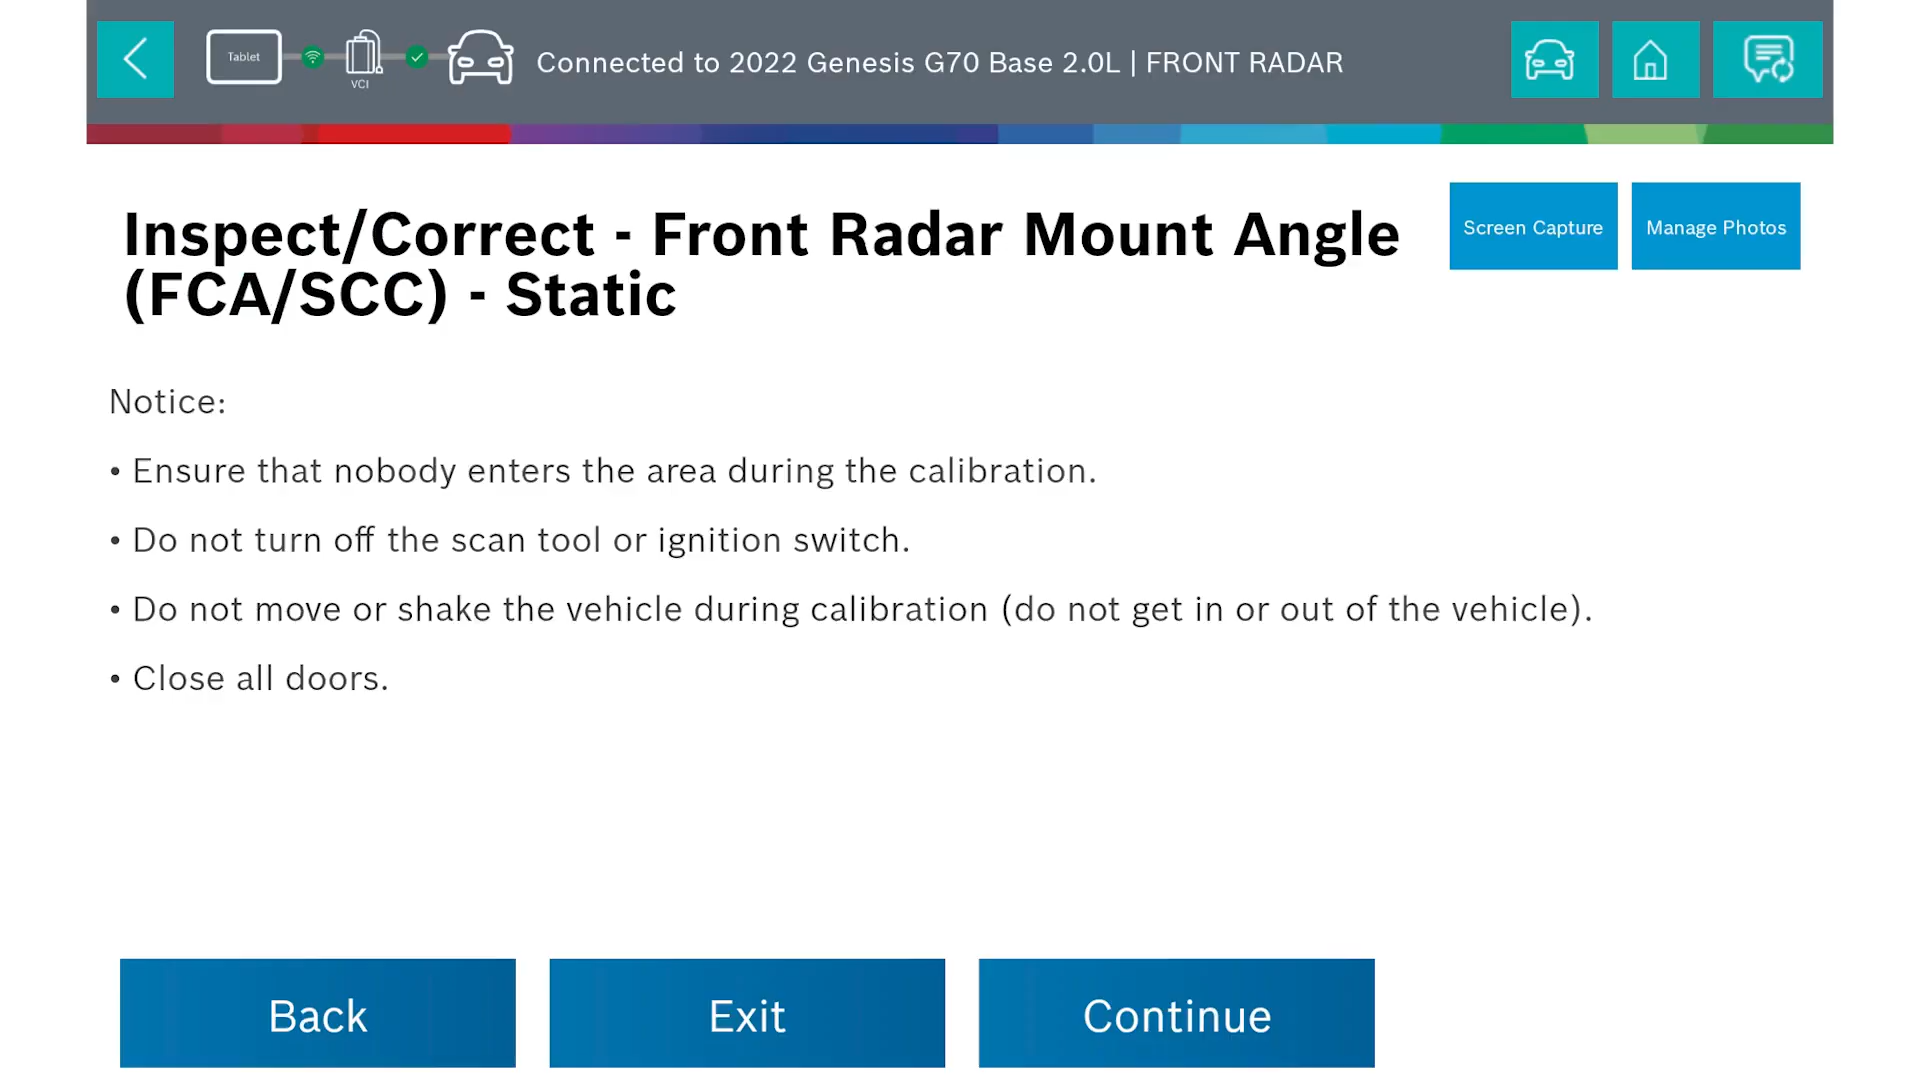 Tablet
VCI
Connected to 2022 Genesis G70 Base 2.0L | FRONT RADAR
Inspect/Correct - Front Radar Mount Angle
(FCA/SCC) - Static
Screen Capture
Manage Photos
Notice:
• Ensure that nobody enters the area during the calibration.
• Do not turn off the scan tool or ignition switch.
• Do not move or shake the vehicle during calibration (do not get in or out of the vehicle).
• Close all doors.
Back
Exit
Continue